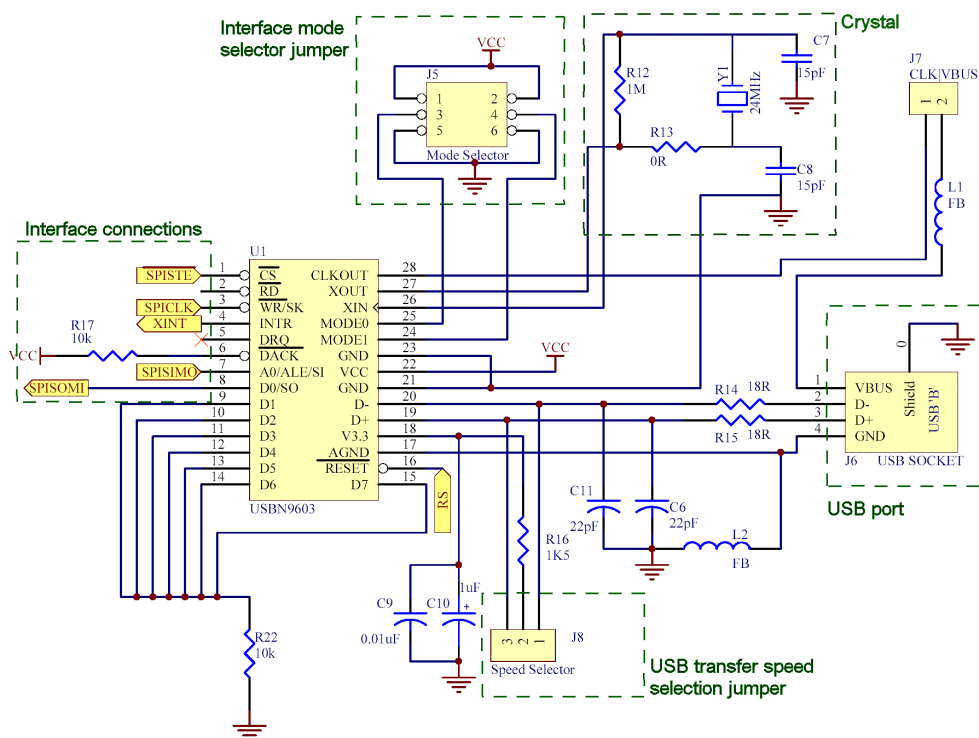 Interface mode
selector jumper
VCC
J5
1 2
3 4
5 6
Mode Selector
Crystal
C7
15pF
R12
1M
Y1
24MHz
R13
0R
C8
15pF
J7
CLK|VBUS
1 2
L1
FB
Interface connections
SPISTE
SPICLK
XINT
R17
10k
VCC
SPISIMO
SPISOMI
U1
1 CS CLKOUT 28
2 RD XOUT 27
3 WR/SK XIN 26
4 INTR MODE0 25
5 DRQ MODE1 24
6 DACK GND 23
7 A0/ALE/SI VCC 22
8 D0/SO GND 21
9 D1 D- 20
10 D2 D+ 19
11 D3 V3.3 18
12 D4 AGND 17
13 D5 RESET 16
14 D6 D7 15
USBN9603
VCC
RS
R14 18R
R15 18R
0
1 VBUS
2 D-
3 D+
4 GND
Shield
USB 'B'
J6 USB SOCKET
USB port
C11
22pF
C6
22pF
L2
FB
R16
1K5
C9
0.01uF
C10
1uF
+
3 2 1
J8
Speed Selector
USB transfer speed
selection jumper
R22
10k